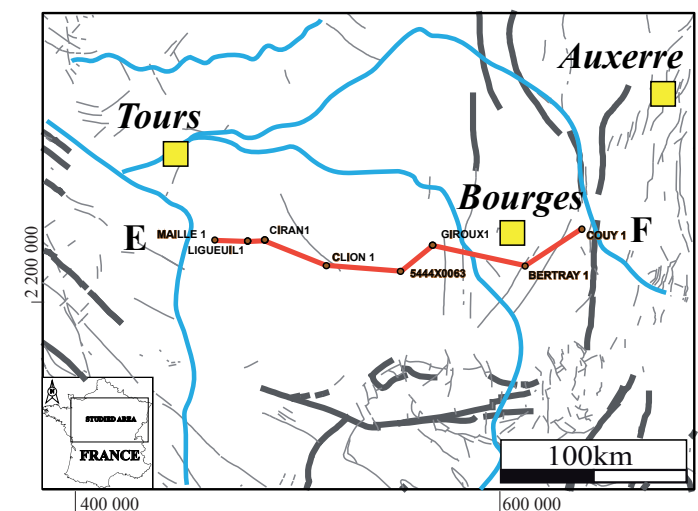 Auxerre
Tours
Bourges
E
MAILLE 1
LIGUEUIL1
CIRAN1
CLION 1
5444X0063
GIROUX1
BERTRAY 1
COUY 1
F
2 200 000
N
STUDIED AREA
FRANCE
100km
400 000
600 000